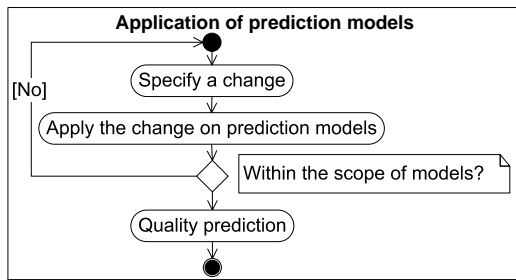 Application of prediction models
Specify a change
[No]
Apply the change on prediction models
Within the scope of models?
Quality prediction